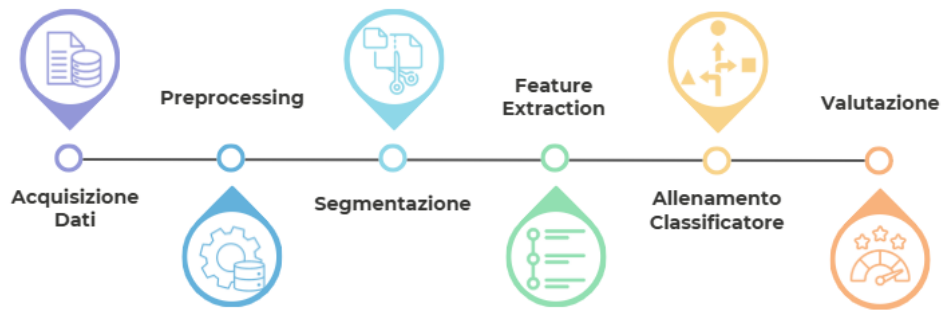 Acquisizione
Dati
Preprocessing
Segmentazione
Feature
Extraction
Allenamento
Classificatore
Valutazione